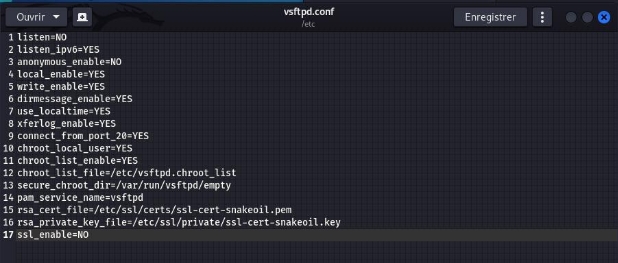 Ouvrir
vsftpd.conf
/etc
Enregistrer
1 listen=NO
2 listen_ipv6=YES
3 anonymous_enable=NO
4 local_enable=YES
5 write_enable=YES
6 dirmessage_enable=YES
7 use_localtime=YES
8 xferlog_enable=YES
9 connect_from_port_20=YES
10 chroot_local_user=YES
11 chroot_list_enable=YES
12 chroot_list_file=/etc/vsftpd.chroot_list
13 secure_chroot_dir=/var/run/vsftpd/empty
14 pam_service_name=vsftpd
15 rsa_cert_file=/etc/ssl/certs/ssl-cert-snakeoil.pem
16 rsa_private_key_file=/etc/ssl/private/ssl-cert-snakeoil.key
17 ssl_enable=NO